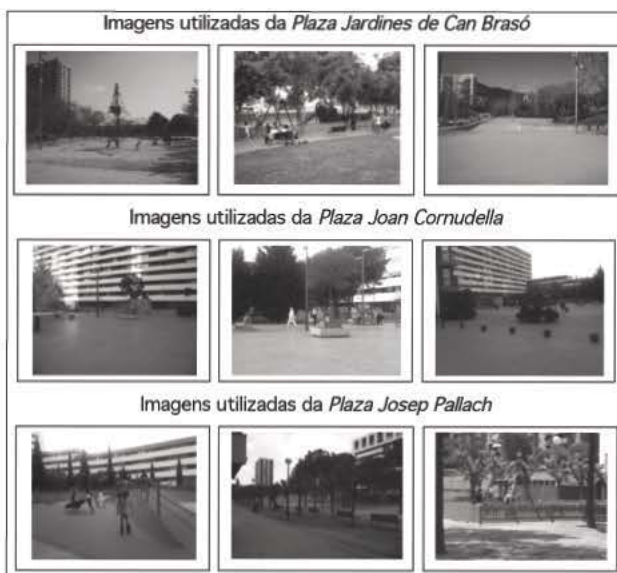 Imagens utilizadas da Plaza Jardines de Can Brasó
Imagens utilizadas da Plaza Joan Cornudella
Imagens utilizadas da Plaza Josep Pallach